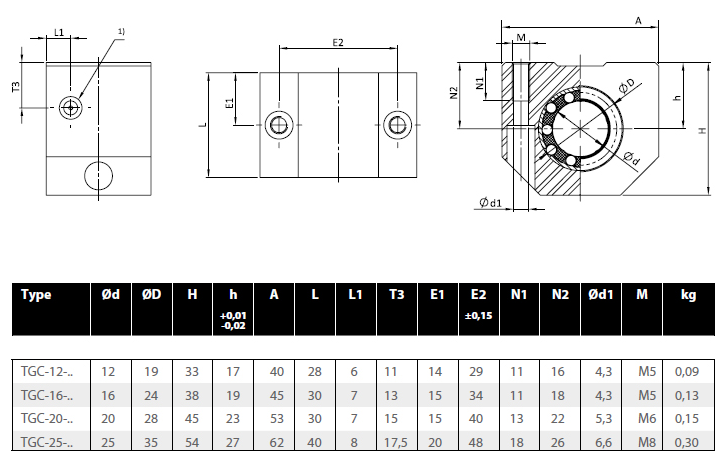 L1
1)
T3
E2
E1
L
A
M
N1
N2
ØD
h
H
Ød
Ød1
Type Ød ØD H h A L L1 T3 E1 E2 N1 N2 Ød1 M kg
+0,01 ±0,15
-0,02
TGC-12-.. 12 19 33 17 40 28 6 11 14 29 11 16 4,3 M5 0,09
TGC-16-.. 16 24 38 19 45 30 7 13 15 34 11 18 4,3 M5 0,13
TGC-20-.. 20 28 45 23 53 30 7 15 15 40 13 22 5,3 M6 0,15
TGC-25-.. 25 35 54 27 62 40 8 17,5 20 48 18 26 6,6 M8 0,30